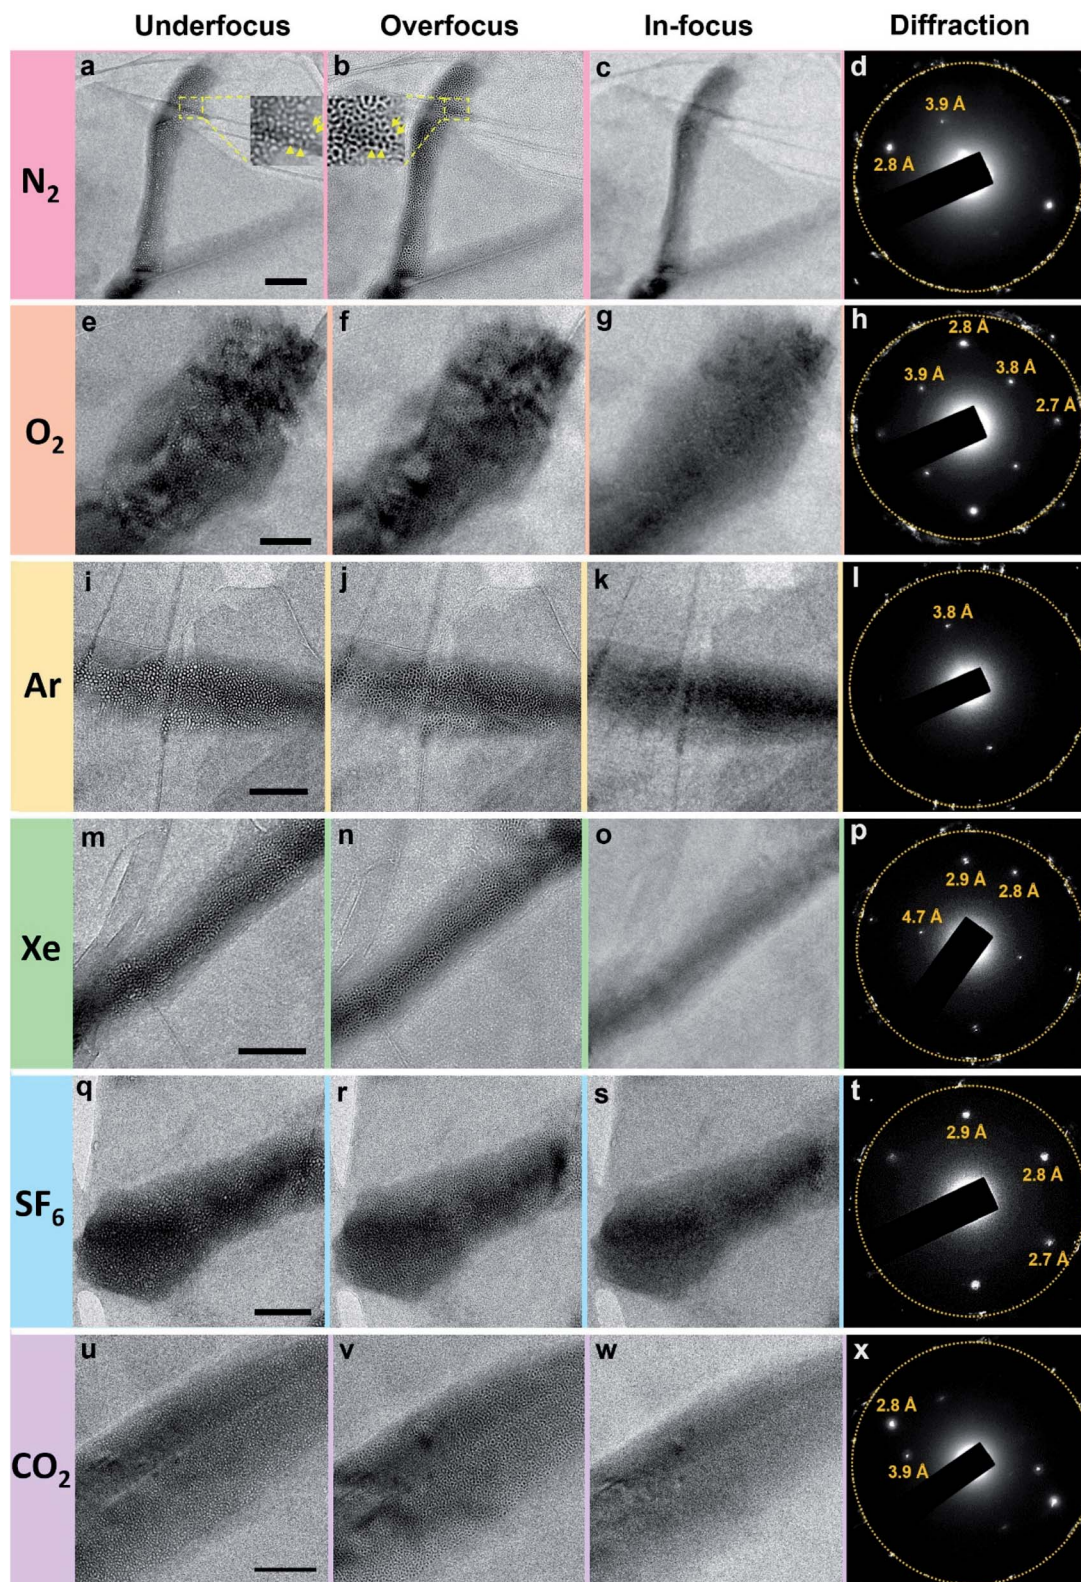 Underfocus Overfocus In-focus Diffraction
N₂ a b c d
3.9 Å
2.8 Å
O₂ e f g h
2.8 Å
3.9 Å 3.8 Å
2.7 Å
Ar i j k l
3.8 Å
Xe m n o p
2.9 Å
2.8 Å
4.7 Å
SF₆ q r s t
2.9 Å
2.8 Å
2.7 Å
CO₂ u v w x
2.8 Å
3.9 Å